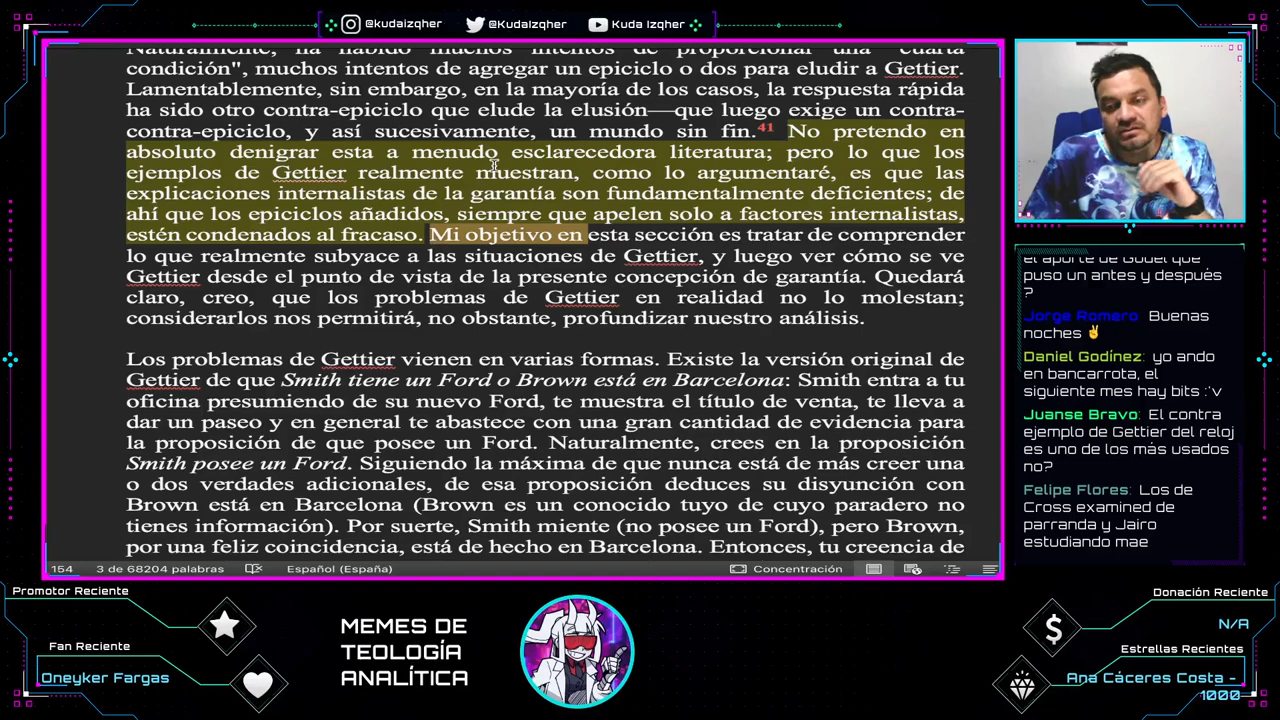 @kudaizqher
@KudaIzqher
Kuda Izqher
Naturalmente, ha habido muchos intentos de proporcionar una "cuarta
condición", muchos intentos de agregar un epiciclo o dos para eludir a Gettier.
Lamentablemente, sin embargo, en la mayoría de los casos, la respuesta rápida
ha sido otro contra-epiciclo que elude la elusión—que luego exige un contra-
contra-epiciclo, y así sucesivamente, un mundo sin fin.41 No pretendo en
absoluto denigrar esta a menudo esclarecedora literatura; pero lo que los
ejemplos de Gettier realmente muestran, como lo argumentaré, es que las
explicaciones internalistas de la garantía son fundamentalmente deficientes; de
ahí que los epiciclos añadidos, siempre que apelen solo a factores internalistas,
estén condenados al fracaso. Mi objetivo en esta sección es tratar de comprender
lo que realmente subyace a las situaciones de Gettier, y luego ver cómo se ve
Gettier desde el punto de vista de la presente concepción de garantía. Quedará
claro, creo, que los problemas de Gettier en realidad no lo molestan;
considerarlos nos permitirá, no obstante, profundizar nuestro análisis.
Los problemas de Gettier vienen en varias formas. Existe la versión original de
Gettier de que Smith tiene un Ford o Brown está en Barcelona: Smith entra a tu
oficina presumiendo de su nuevo Ford, te muestra el título de venta, te lleva a
dar un paseo y en general te abastece con una gran cantidad de evidencia para
la proposición de que posee un Ford. Naturalmente, crees en la proposición
Smith posee un Ford. Siguiendo la máxima de que nunca está de más creer una
o dos verdades adicionales, de esa proposición deduces su disyunción con
Brown está en Barcelona (Brown es un conocido tuyo de cuyo paradero no
tienes información). Por suerte, Smith miente (no posee un Ford), pero Brown,
por una feliz coincidencia, está de hecho en Barcelona. Entonces, tu creencia de
154 3 de 68204 palabras Español (España) Concentración
el aporte de Godel que
puso un antes y después
?
Jorge Romero: Buenas
noches ✌
Daniel Godínez: yo ando
en bancarrota, el
siguiente mes hay bits :'v
Juanse Bravo: El contra
ejemplo de Gettier del reloj
es uno de los màs usados
no?
Felipe Flores: Los de
Cross examined de
parranda y Jairo
estudiando mae
Promotor Reciente
Fan Reciente
Oneyker Fargas
MEMES DE
TEOLOGÍA
ANALÍTICA
Donación Reciente
N/A
Estrellas Recientes
Ana Cáceres Costa -
1000